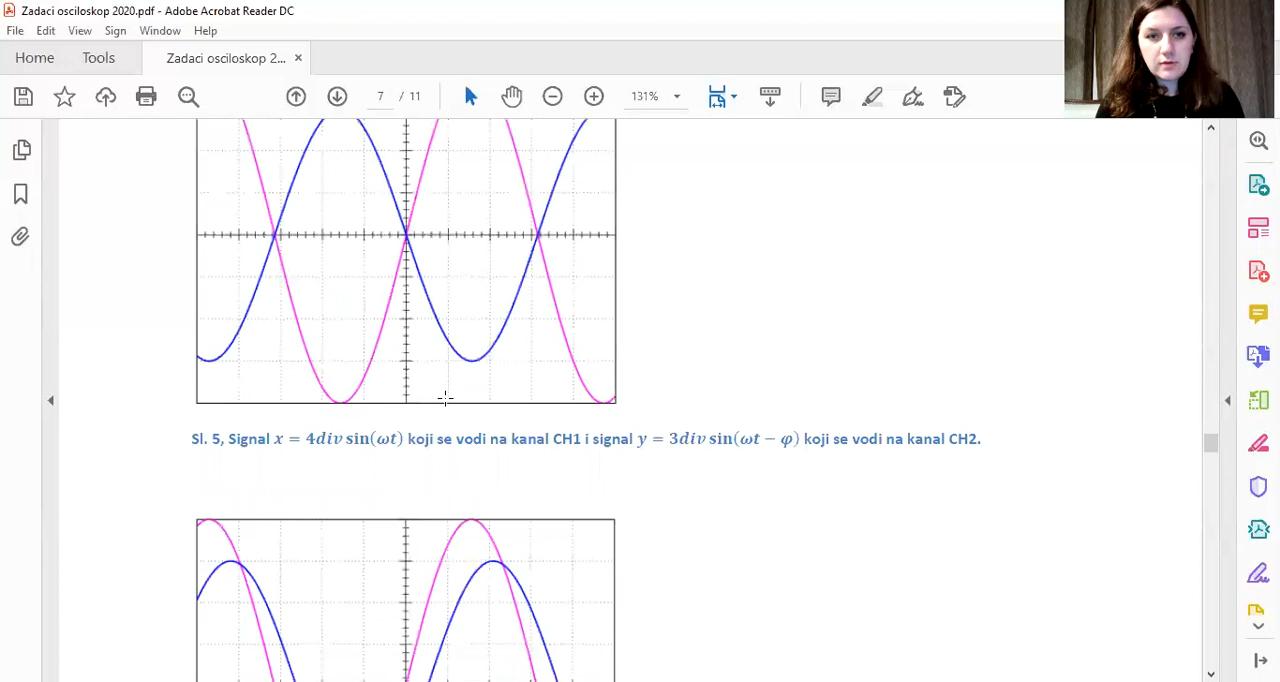 Zadaci osciloskop 2020.pdf - Adobe Acrobat Reader DC
File Edit View Sign Window Help
Home Tools Zadaci osciloskop 2... ×
7 / 11 131%
Sl. 5, Signal x = 4div sin(ωt) koji se vodi na kanal CH1 i signal y = 3div sin(ωt − φ) koji se vodi na kanal CH2.